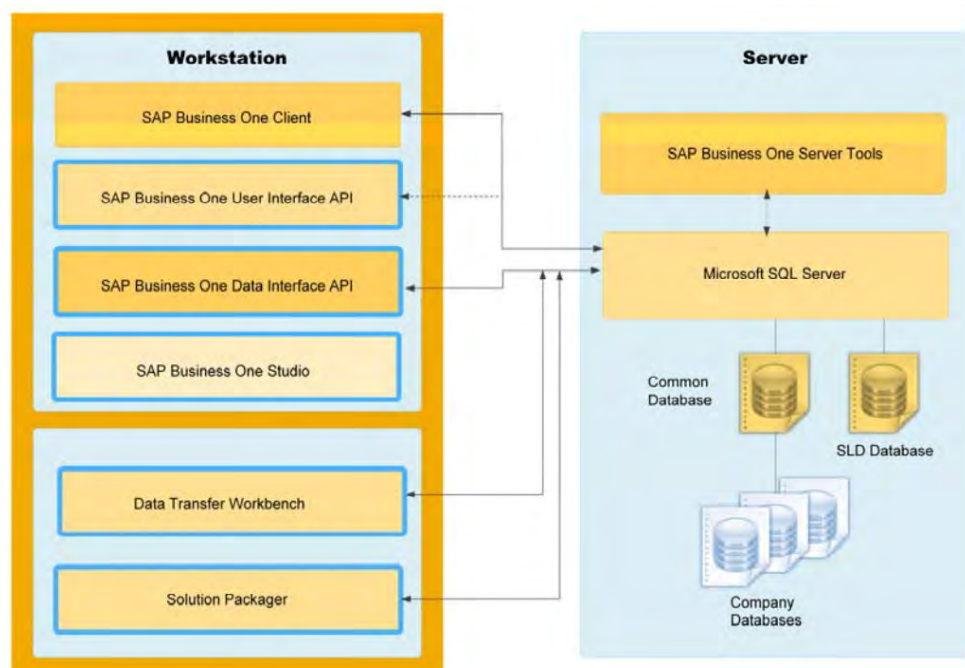 Workstation
SAP Business One Client
SAP Business One User Interface API
SAP Business One Data Interface API
SAP Business One Studio
Data Transfer Workbench
Solution Packager
Server
SAP Business One Server Tools
Microsoft SQL Server
Common
Database
SLD Database
Company
Databases